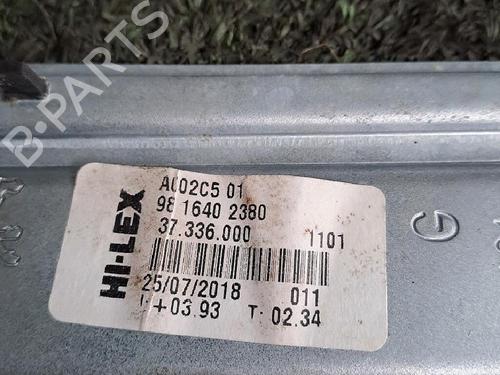 HI-LEX
A002C5 01
98 1640 2380
37.336.000 1101
25/07/2018 011
+03.93 T: 02.34
G
B-PARTS